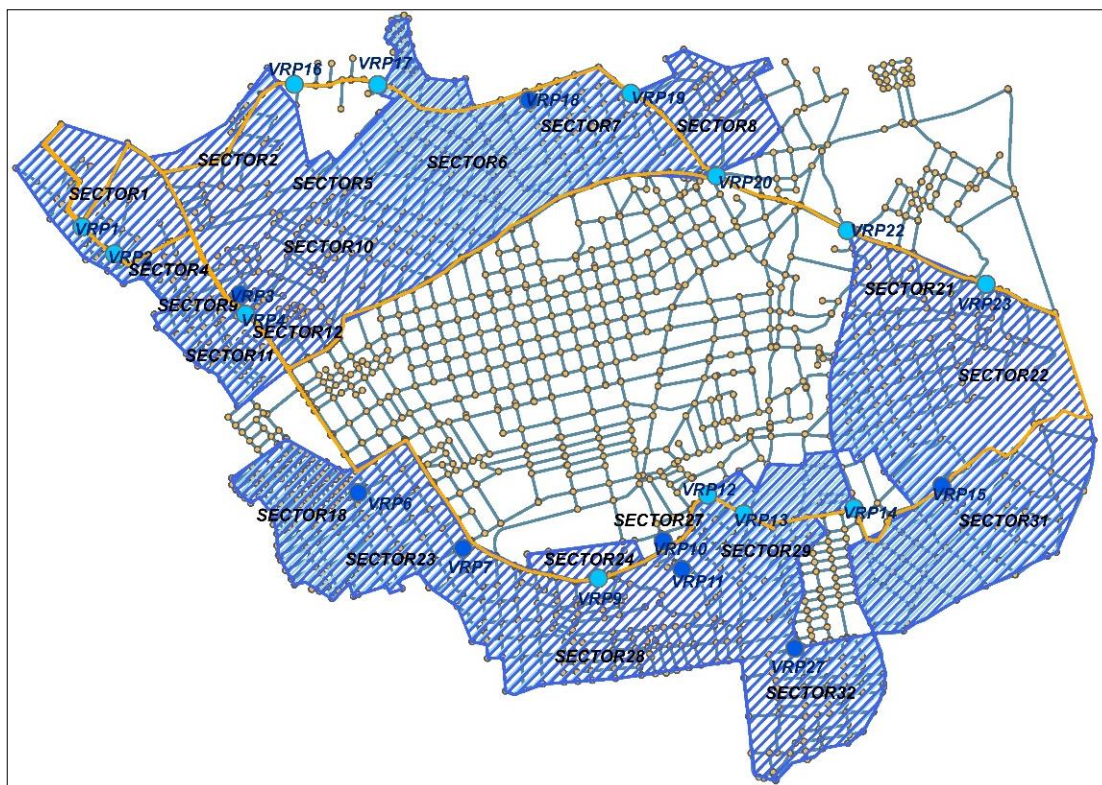 VRP16
VRP17
VRP18
VRP19
SECTOR7
SECTOR8
SECTOR2
SECTOR6
SECTOR5
VRP20
SECTOR1
VRP1
VRP22
SECTOR10
VRP2
SECTOR4
SECTOR21
VRP3
VRP23
SECTOR9
VRP4
SECTOR12
SECTOR11
SECTOR22
VRP15
VRP12
VRP6
SECTOR18
VRP14
VRP13
SECTOR27
SECTOR31
VRP10
SECTOR29
SECTOR23
SECTOR24
VRP7
VRP11
VRP9
SECTOR28
VRP27
SECTOR32